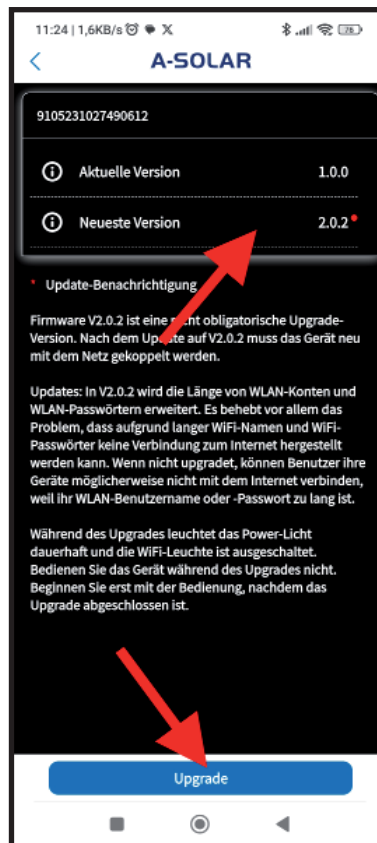 11:24 | 1,6KB/s
78
A-SOLAR
9105231027490612
Aktuelle Version 1.0.0
Neueste Version 2.0.2
* Update-Benachrichtigung
Firmware V2.0.2 ist eine nicht obligatorische Upgrade-
Version. Nach dem Update auf V2.0.2 muss das Gerät neu
mit dem Netz gekoppelt werden.
Updates: In V2.0.2 wird die Länge von WLAN-Konten und
WLAN-Passwörtern erweitert. Es behebt vor allem das
Problem, dass aufgrund langer WiFi-Namen und WiFi-
Passwörter keine Verbindung zum Internet hergestellt
werden kann. Wenn nicht upgradet, können Benutzer ihre
Geräte möglicherweise nicht mit dem Internet verbinden,
weil ihr WLAN-Benutzername oder -Passwort zu lang ist.
Während des Upgrades leuchtet das Power-Licht
dauerhaft und die WiFi-Leuchte ist ausgeschaltet.
Bedienen Sie das Gerät während des Upgrades nicht.
Beginnen Sie erst mit der Bedienung, nachdem das
Upgrade abgeschlossen ist.
Upgrade